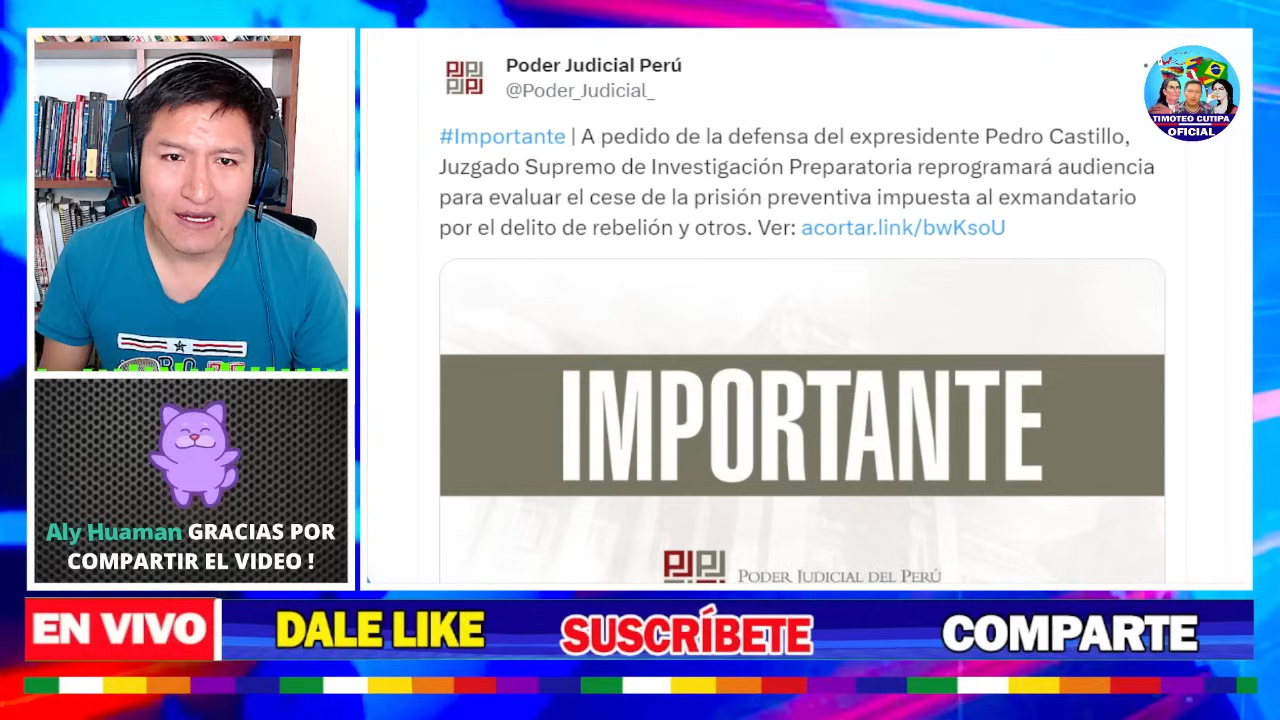 Poder Judicial Perú
@Poder_Judicial_
#Importante | A pedido de la defensa del expresidente Pedro Castillo,
Juzgado Supremo de Investigación Preparatoria reprogramará audiencia
para evaluar el cese de la prisión preventiva impuesta al exmandatario
por el delito de rebelión y otros. Ver: acortar.link/bwKsoU
TIMOTEO CUTIPA
OFICIAL
IMPORTANTE
PODER JUDICIAL DEL PERÚ
Aly Huaman GRACIAS POR
COMPARTIR EL VIDEO !
EN VIVO
DALE LIKE
SUSCRÍBETE
COMPARTE